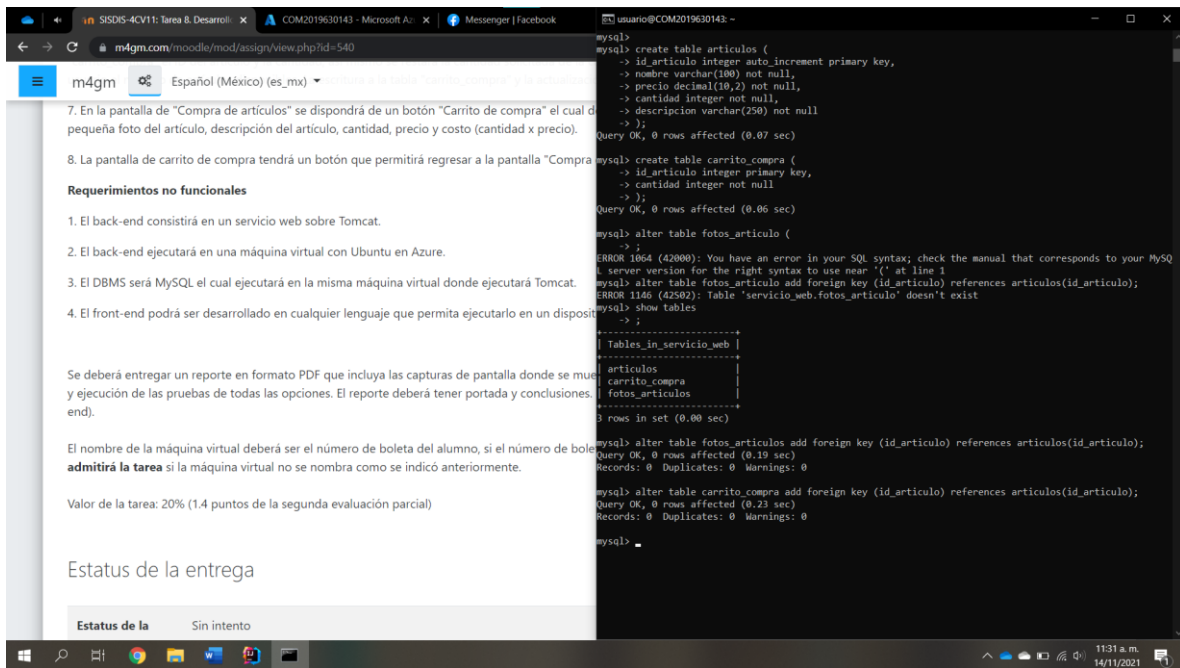 SISDIS-4CV11: Tarea 8. Desarroll
COM2019630143 - Microsoft Az
Messenger | Facebook
m4gm.com/moodle/mod/assign/view.php?id=540
m4gm
Español (México) (es_mx)
7. En la pantalla de "Compra de artículos" se dispondrá de un botón "Carrito de compra" el cual d
pequeña foto del artículo, descripción del artículo, cantidad, precio y costo (cantidad x precio).
8. La pantalla de carrito de compra tendrá un botón que permitirá regresar a la pantalla "Compra
Requerimientos no funcionales
1. El back-end consistirá en un servicio web sobre Tomcat.
2. El back-end ejecutará en una máquina virtual con Ubuntu en Azure.
3. El DBMS será MySQL el cual ejecutará en la misma máquina virtual donde ejecutará Tomcat.
4. El front-end podrá ser desarrollado en cualquier lenguaje que permita ejecutarlo en un disposit
Se deberá entregar un reporte en formato PDF que incluya las capturas de pantalla donde se mue
y ejecución de las pruebas de todas las opciones. El reporte deberá tener portada y conclusiones.
end).
El nombre de la máquina virtual deberá ser el número de boleta del alumno, si el número de bole
admitirá la tarea si la máquina virtual no se nombra como se indicó anteriormente.
Valor de la tarea: 20% (1.4 puntos de la segunda evaluación parcial)
Estatus de la entrega
Estatus de la Sin intento
usuario@COM2019630143: ~
mysql>
mysql> create table articulos (
-> id_articulo integer auto_increment primary key,
-> nombre varchar(100) not null,
-> precio decimal(10,2) not null,
-> cantidad integer not null,
-> descripcion varchar(250) not null
-> );
Query OK, 0 rows affected (0.07 sec)
mysql> create table carrito_compra (
-> id_articulo integer primary key,
-> cantidad integer not null
-> );
Query OK, 0 rows affected (0.06 sec)
mysql> alter table fotos_articulo (
-> ;
ERROR 1064 (42000): You have an error in your SQL syntax; check the manual that corresponds to your MySQ
L server version for the right syntax to use near '(' at line 1
mysql> alter table fotos_articulo add foreign key (id_articulo) references articulos(id_articulo);
ERROR 1146 (42S02): Table 'servicio_web.fotos_articulo' doesn't exist
mysql> show tables
-> ;
+------------------------+
| Tables_in_servicio_web |
+------------------------+
| articulos |
| carrito_compra |
| fotos_articulos |
+------------------------+
3 rows in set (0.00 sec)
mysql> alter table fotos_articulos add foreign key (id_articulo) references articulos(id_articulo);
Query OK, 0 rows affected (0.19 sec)
Records: 0 Duplicates: 0 Warnings: 0
mysql> alter table carrito_compra add foreign key (id_articulo) references articulos(id_articulo);
Query OK, 0 rows affected (0.23 sec)
Records: 0 Duplicates: 0 Warnings: 0
mysql>
11:31 a. m.
14/11/2021